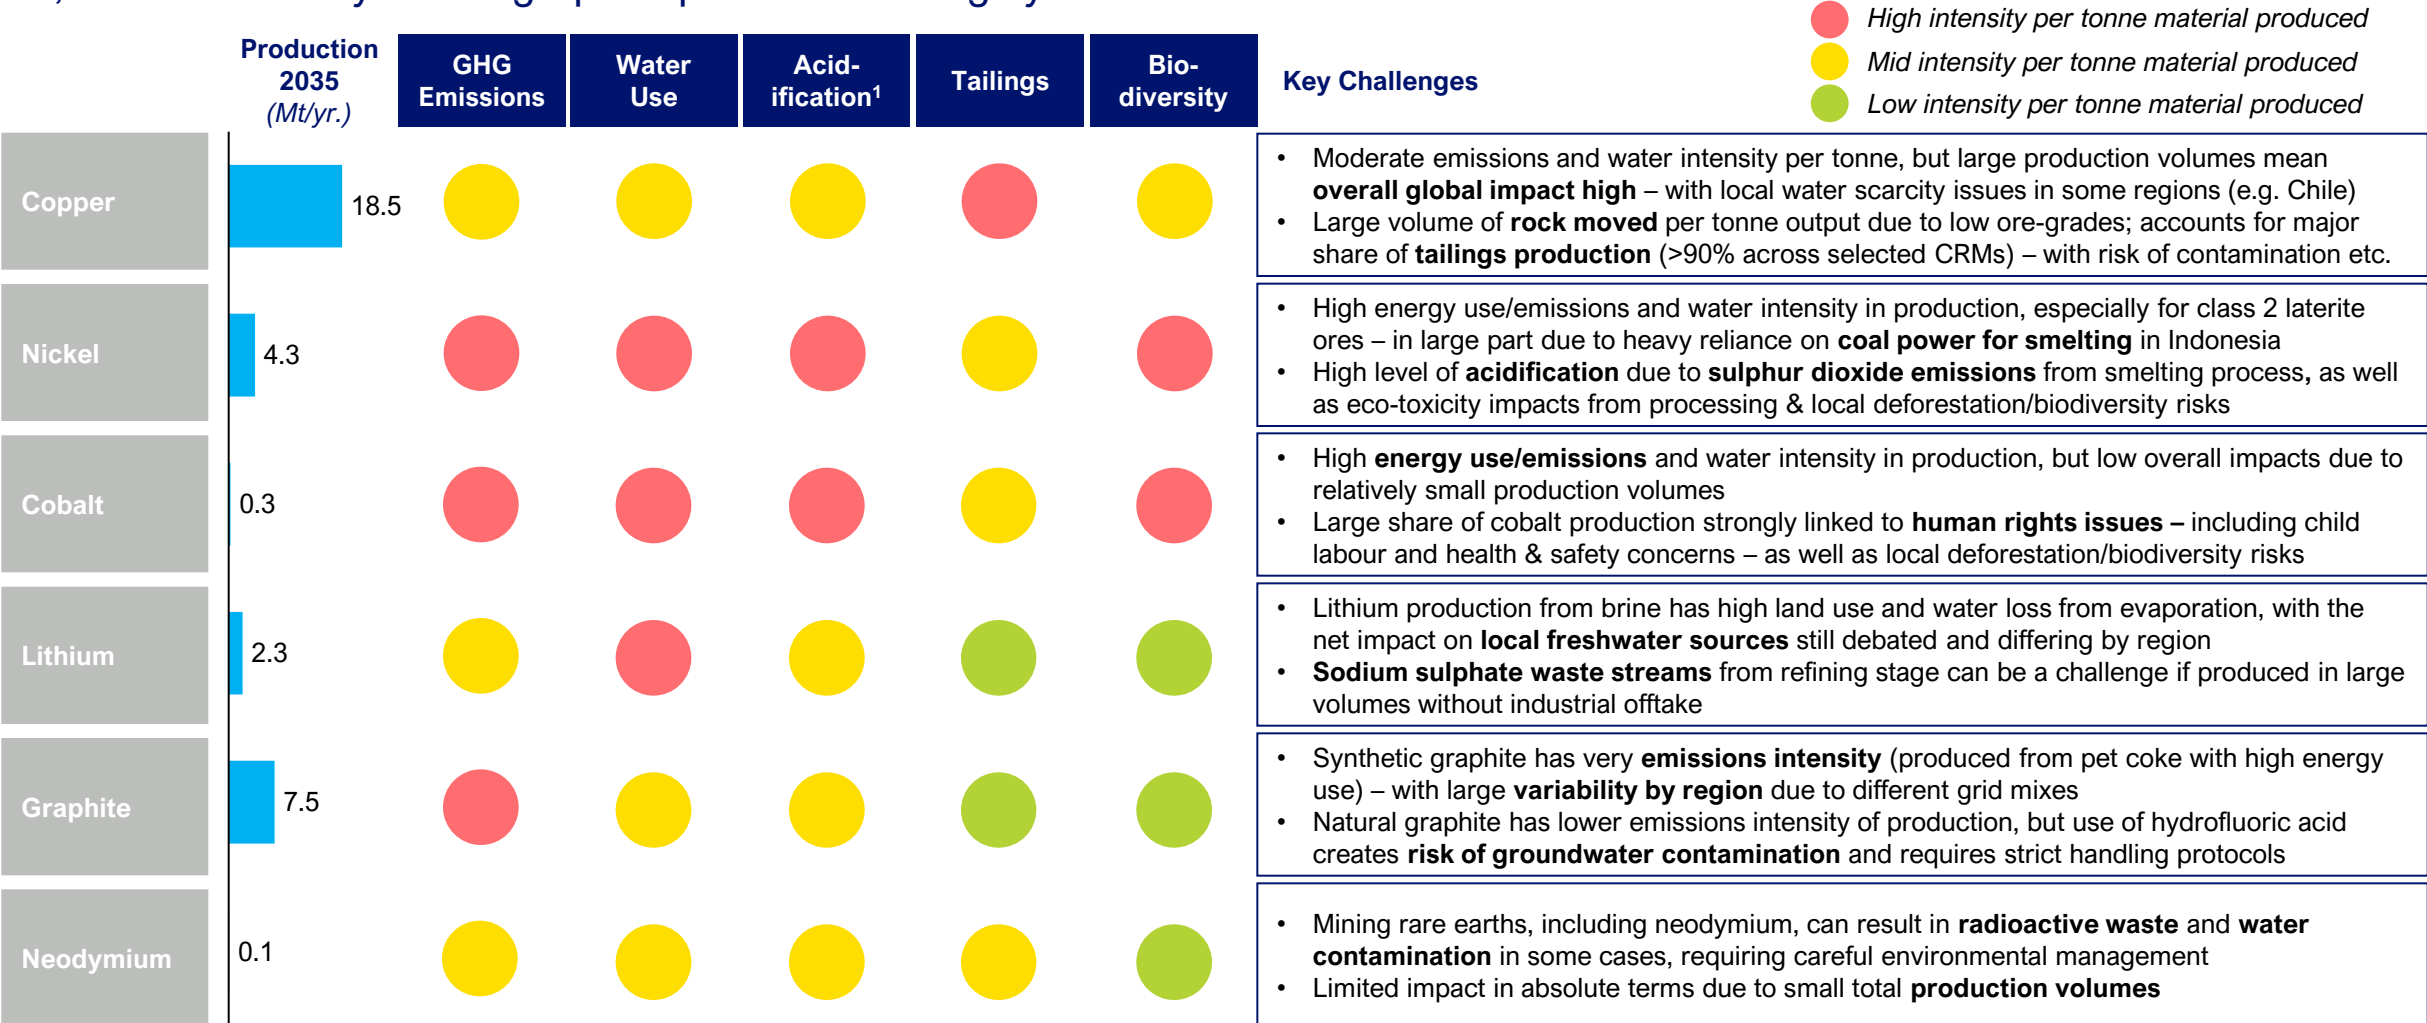 High intensity per tonne material produced
Mid intensity per tonne material produced
Low intensity per tonne material produced
Production
2035
(Mt/yr.)
GHG
Emissions
Water
Use
Acid-
ification1
Tailings
Bio-
diversity
Key Challenges
Copper
18.5
• Moderate emissions and water intensity per tonne, but large production volumes mean
overall global impact high – with local water scarcity issues in some regions (e.g. Chile)
• Large volume of rock moved per tonne output due to low ore-grades; accounts for major
share of tailings production (>90% across selected CRMs) – with risk of contamination etc.
Nickel
4.3
• High energy use/emissions and water intensity in production, especially for class 2 laterite
ores – in large part due to heavy reliance on coal power for smelting in Indonesia
• High level of acidification due to sulphur dioxide emissions from smelting process, as well
as eco-toxicity impacts from processing & local deforestation/biodiversity risks
Cobalt
0.3
• High energy use/emissions and water intensity in production, but low overall impacts due to
relatively small production volumes
• Large share of cobalt production strongly linked to human rights issues – including child
labour and health & safety concerns – as well as local deforestation/biodiversity risks
Lithium
2.3
• Lithium production from brine has high land use and water loss from evaporation, with the
net impact on local freshwater sources still debated and differing by region
• Sodium sulphate waste streams from refining stage can be a challenge if produced in large
volumes without industrial offtake
Graphite
7.5
• Synthetic graphite has very emissions intensity (produced from pet coke with high energy
use) – with large variability by region due to different grid mixes
• Natural graphite has lower emissions intensity of production, but use of hydrofluoric acid
creates risk of groundwater contamination and requires strict handling protocols
Neodymium
0.1
• Mining rare earths, including neodymium, can result in radioactive waste and water
contamination in some cases, requiring careful environmental management
• Limited impact in absolute terms due to small total production volumes